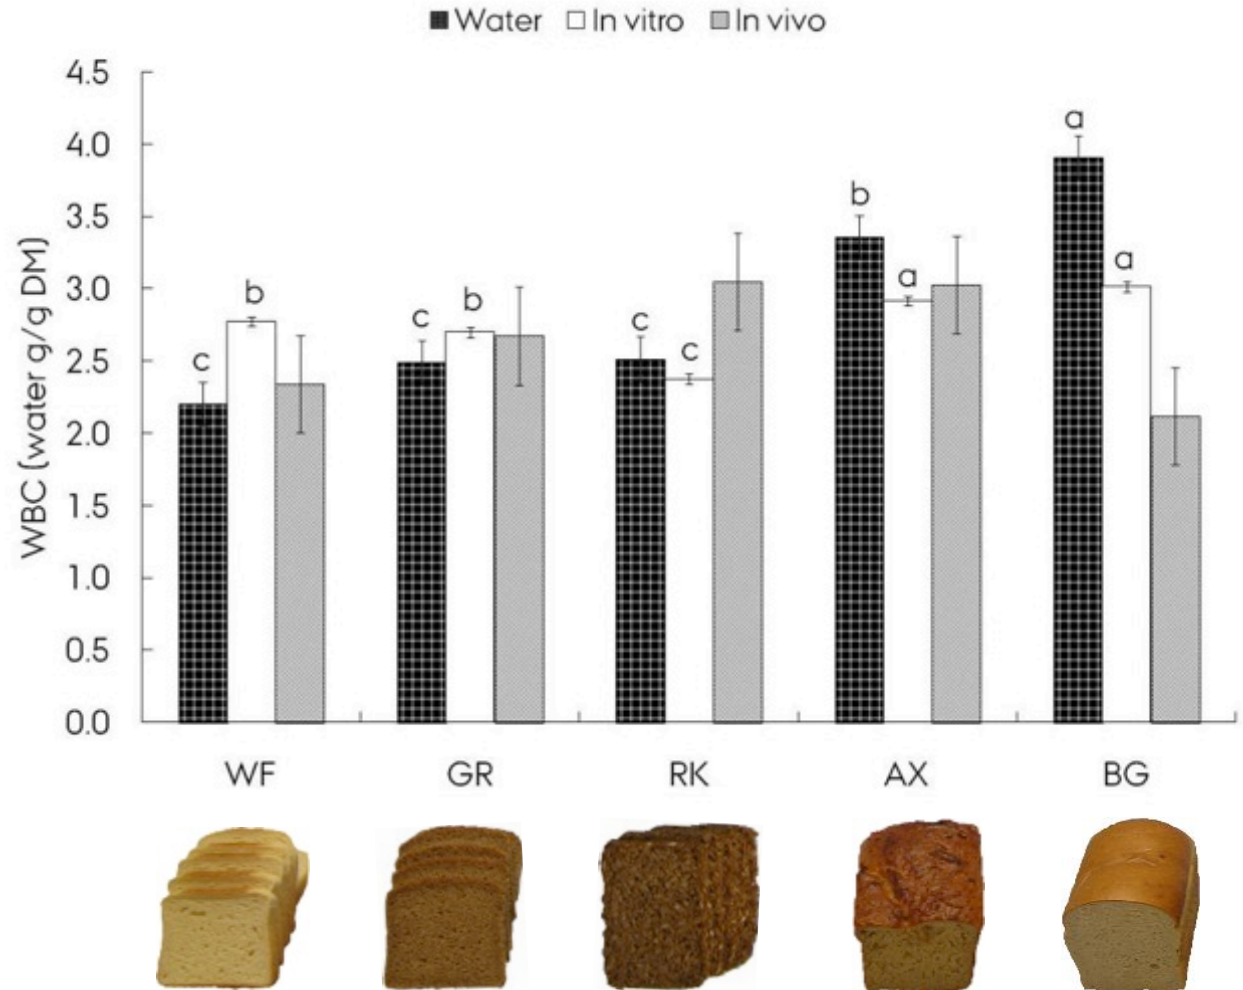 Water In vitro In vivo
WBC (water g/g DM)
4.5
4.0
3.5
3.0
2.5
2.0
1.5
1.0
0.5
0.0
c b
c b
c c
b a
a a
WF GR RK AX BG